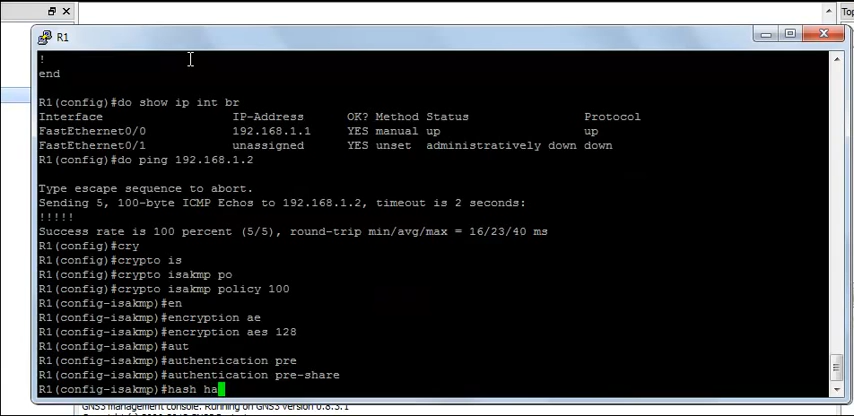 Top
R1
!
end
R1(config)#do show ip int br
Interface IP-Address OK? Method Status Protocol
FastEthernet0/0 192.168.1.1 YES manual up up
FastEthernet0/1 unassigned YES unset administratively down down
R1(config)#do ping 192.168.1.2
Type escape sequence to abort.
Sending 5, 100-byte ICMP Echos to 192.168.1.2, timeout is 2 seconds:
!!!!!
Success rate is 100 percent (5/5), round-trip min/avg/max = 16/23/40 ms
R1(config)#cry
R1(config)#crypto is
R1(config)#crypto isakmp po
R1(config)#crypto isakmp policy 100
R1(config-isakmp)#en
R1(config-isakmp)#encryption ae
R1(config-isakmp)#encryption aes 128
R1(config-isakmp)#aut
R1(config-isakmp)#authentication pre
R1(config-isakmp)#authentication pre-share
R1(config-isakmp)#hash ha
GNS3 management console. Running on GNS3 version 0.8.3.1